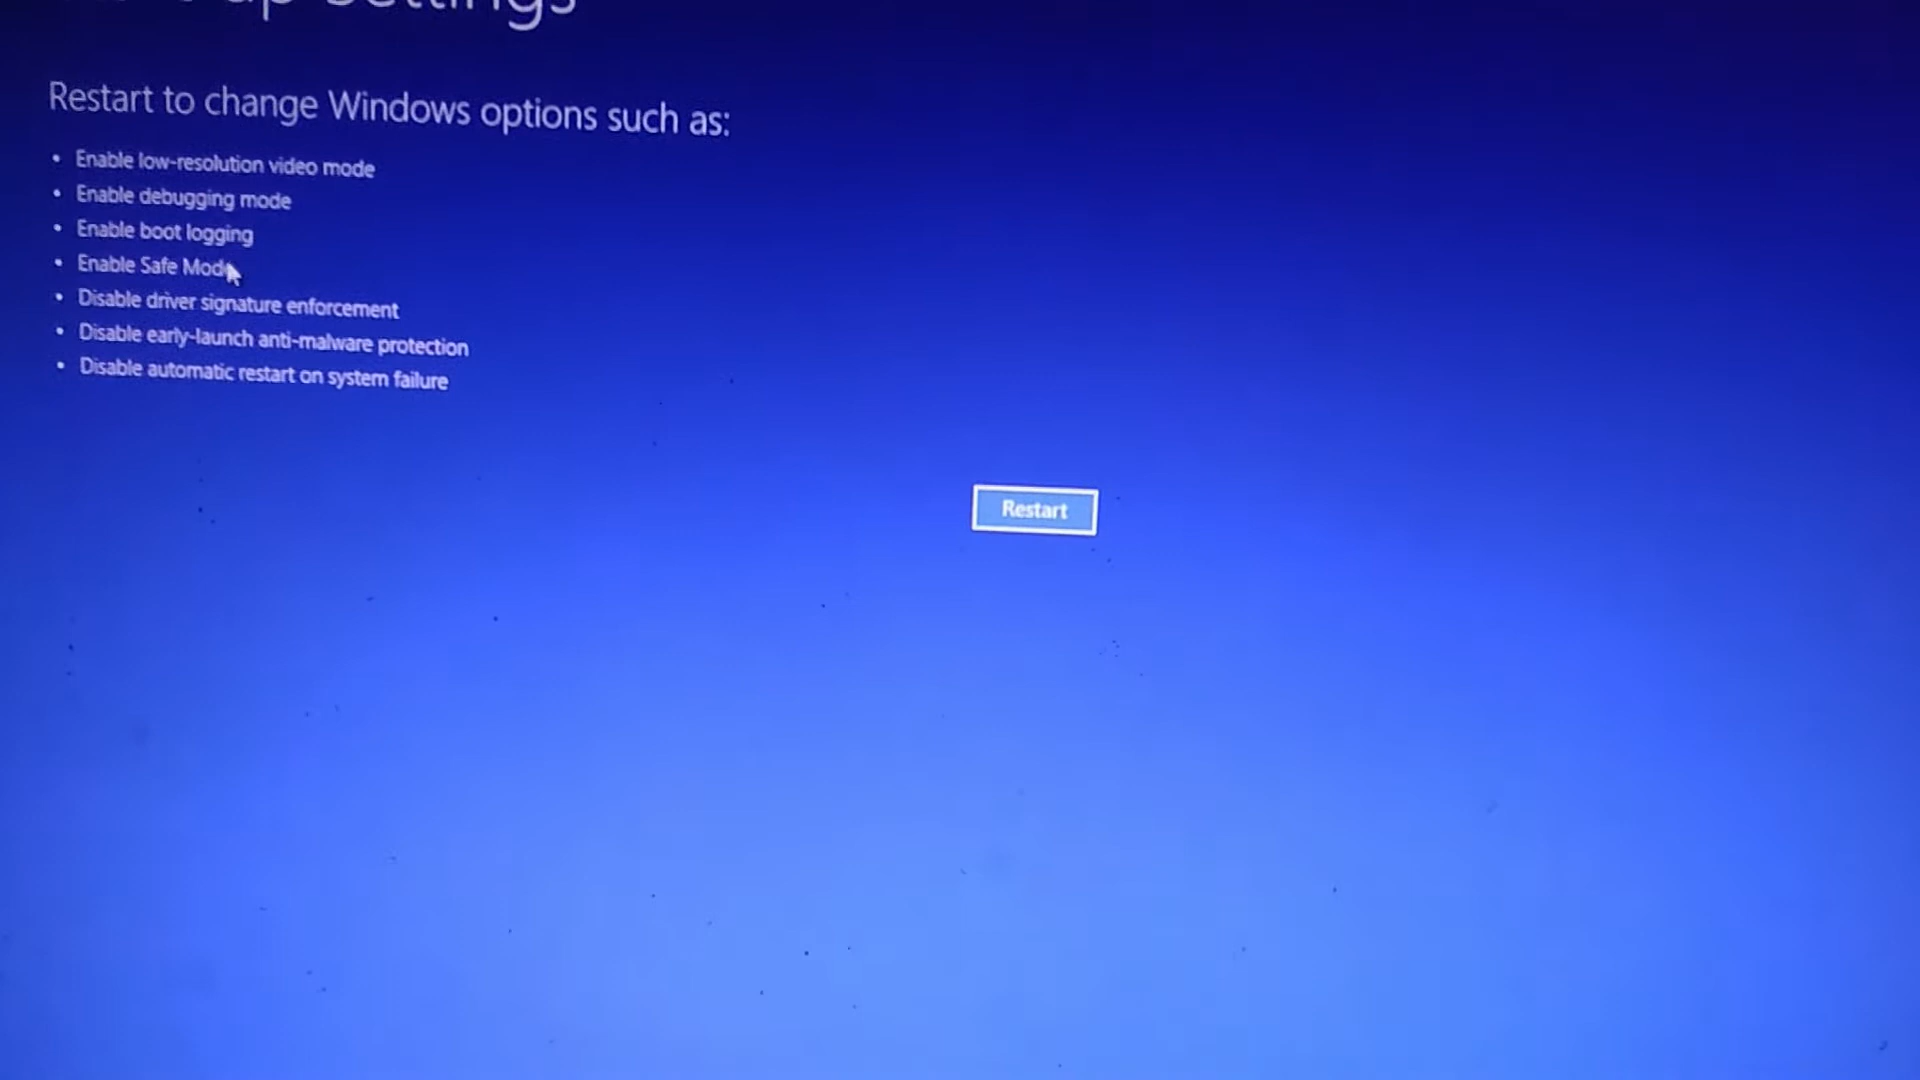 settings
Restart to change Windows options such as:
• Enable low-resolution video mode
• Enable debugging mode
• Enable boot logging
• Enable Safe Mode
• Disable driver signature enforcement
• Disable early-launch anti-malware protection
• Disable automatic restart on system failure
Restart